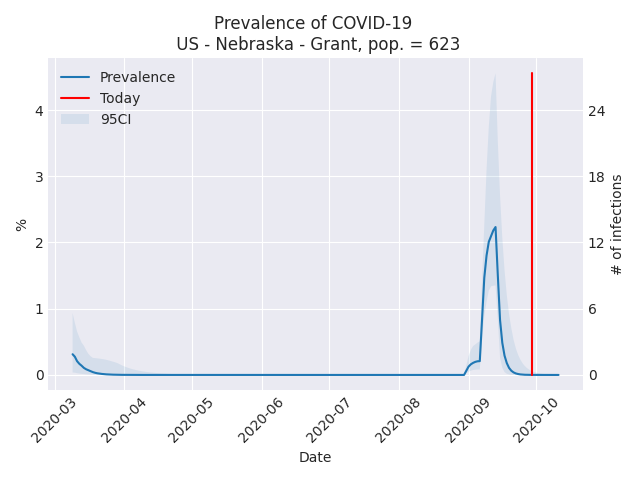 Prevalence of COVID-19
US - Nebraska - Grant, pop. = 623
Prevalence
Today
95CI
4
3
2
1
0
%
24
18
12
6
0
# of infections
2020-03
2020-04
2020-05
2020-06
2020-07
2020-08
2020-09
2020-10
Date